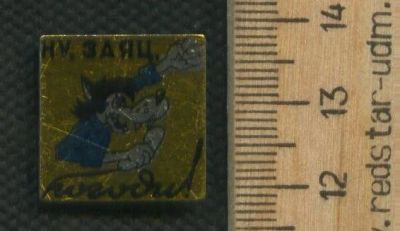 НУ, ЗАЯЦ,
погоди!
14
13
12
.redstar-udm.